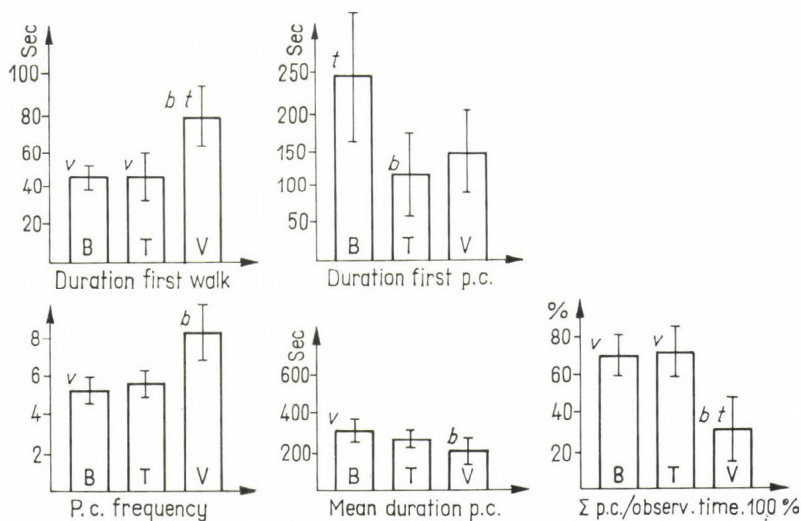 Sec
100
80
60
40
20
v v b t
B T V
Duration first walk
Sec
250
200
150
100
50
t b
B T V
Duration first p.c.
8
6
4
2
v b
B T V
P.c. frequency
Sec
600
400
200
v b
B T V
Mean duration p.c.
%
80
60
40
20
v v b t
B T V
Σ p.c./observ.time.100 %